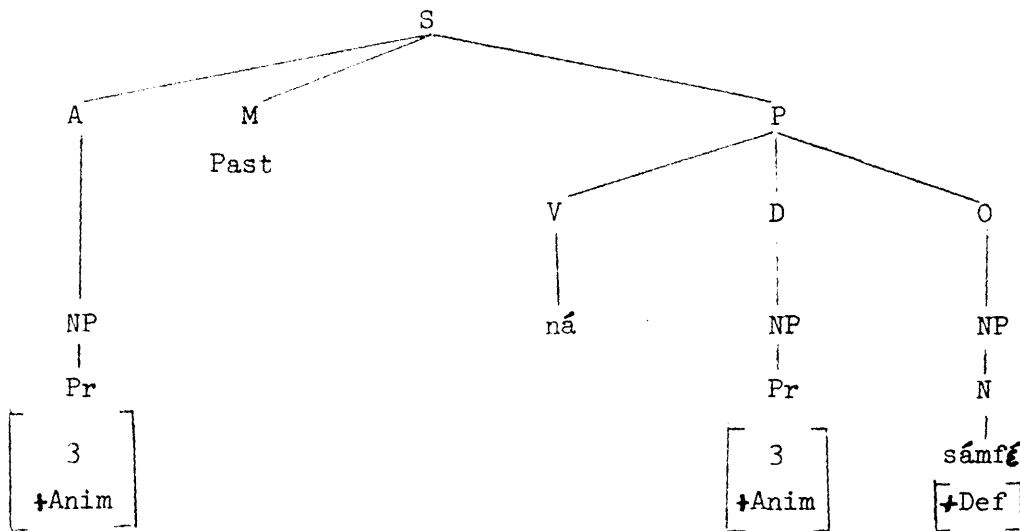 S
A M P
Past
V D O
NP ná NP NP
Pr Pr N
3 3 sámfɛ́
+Anim +Anim +Def